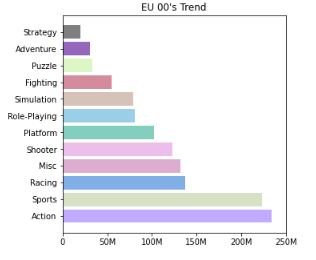 EU 00's Trend
Strategy
Adventure
Puzzle
Fighting
Simulation
Role-Playing
Platform
Shooter
Misc
Racing
Sports
Action
0 50M 100M 150M 200M 250M